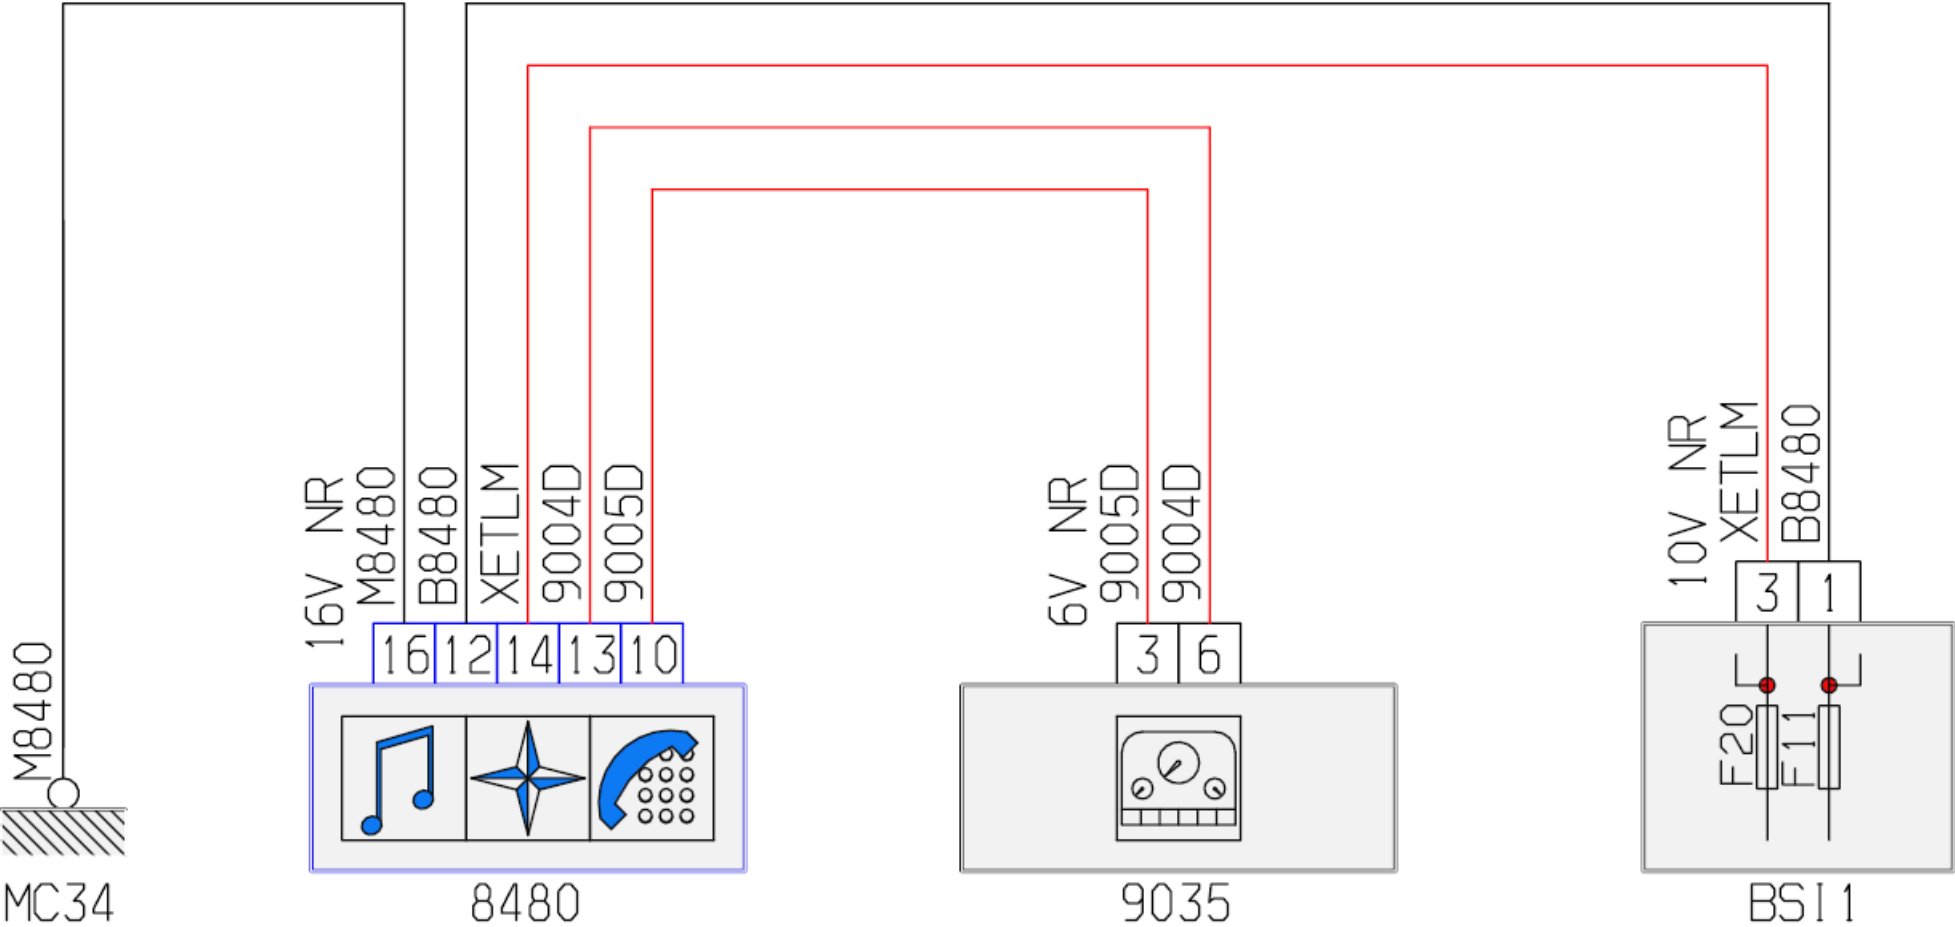 M8480
MC34
16V NR
M8480
B8480
XETLM
9004D
9005D
16 12 14 13 10
8480
6V NR
9005D
9004D
3 6
9035
10V NR
XETLM
B8480
3 1
F20
F11
BSI1